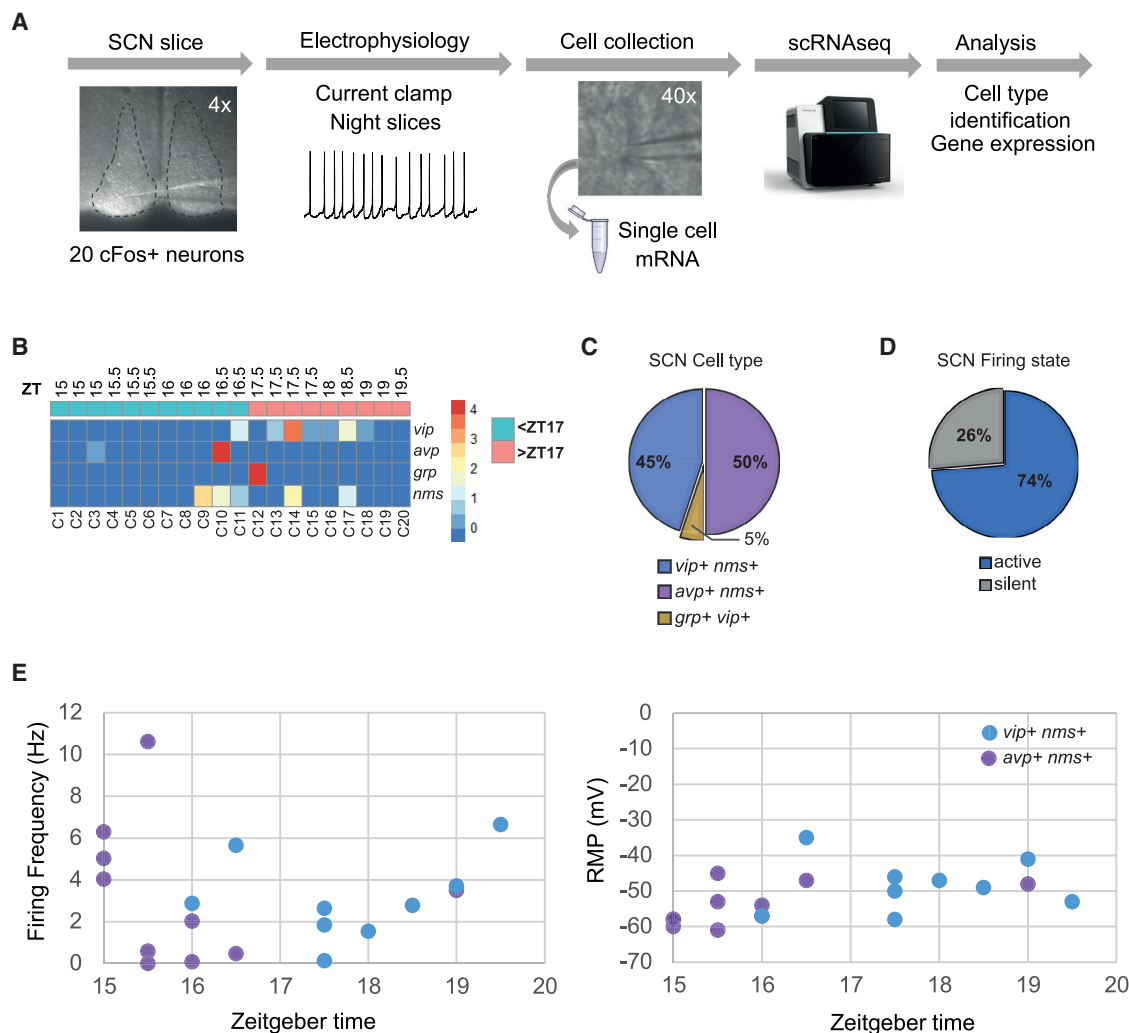 A
SCN slice
Electrophysiology
Cell collection
scRNAseq
Analysis
4x
20 cFos+ neurons
Current clamp
Night slices
40x
Single cell
mRNA
Cell type
identification
Gene expression
B
ZT
15 15 15 15.5 15.5 15.5 16 16 16 16.5 16.5 17.5 17.5 17.5 17.5 18 18.5 19 19 19.5
vip
avp
grp
nms
C1 C2 C3 C4 C5 C6 C7 C8 C9 C10 C11 C12 C13 C14 C15 C16 C17 C18 C19 C20
4
3
2
1
0
<ZT17
>ZT17
C
SCN Cell type
45%
50%
5%
vip+ nms+
avp+ nms+
grp+ vip+
D
SCN Firing state
26%
74%
active
silent
E
Firing Frequency (Hz)
12
10
8
6
4
2
0
15 16 17 18 19 20
Zeitgeber time
RMP (mV)
0
-10
-20
-30
-40
-50
-60
-70
15 16 17 18 19 20
Zeitgeber time
vip+ nms+
avp+ nms+